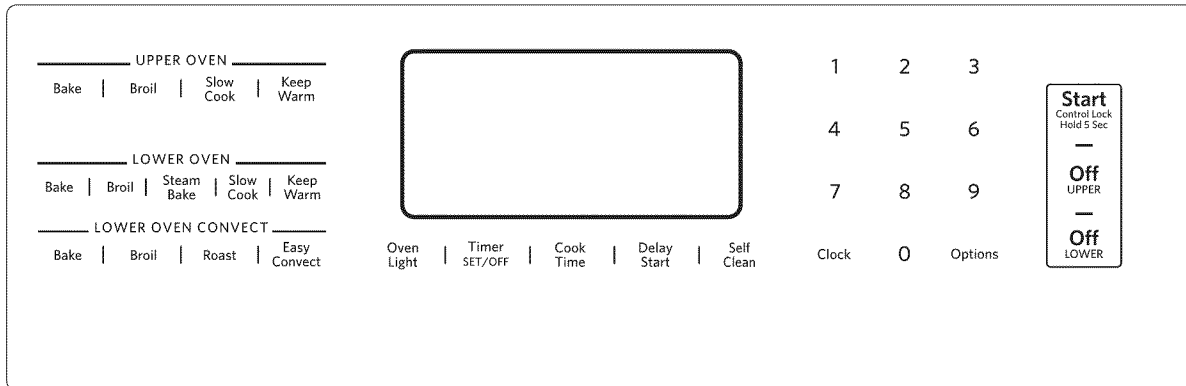 UPPER OVEN
Bake | Broil | Slow Cook | Keep Warm
LOWER OVEN
Bake | Broil | Steam Bake | Slow Cook | Keep Warm
LOWER OVEN CONVECT
Bake | Broil | Roast | Easy Convect
Oven Light | Timer SET/OFF | Cook Time | Delay Start | Self Clean
1 2 3
4 5 6
7 8 9
Clock 0 Options
Start
Control Lock
Hold 5 Sec
Off
UPPER
Off
LOWER